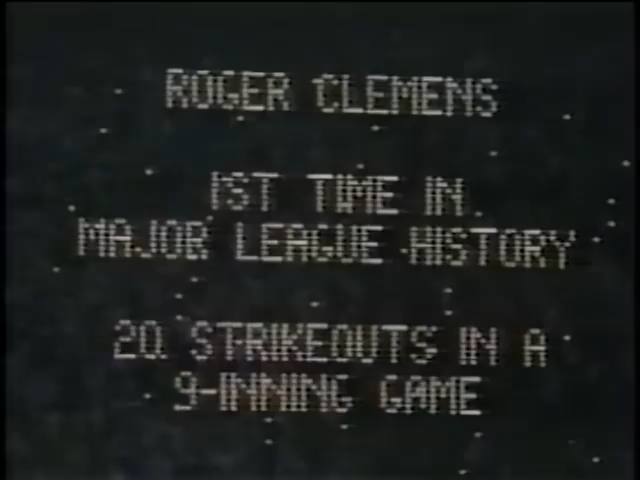 ROGER CLEMENS
1ST TIME IN
MAJOR LEAGUE HISTORY
20 STRIKEOUTS IN A
9-INNING GAME